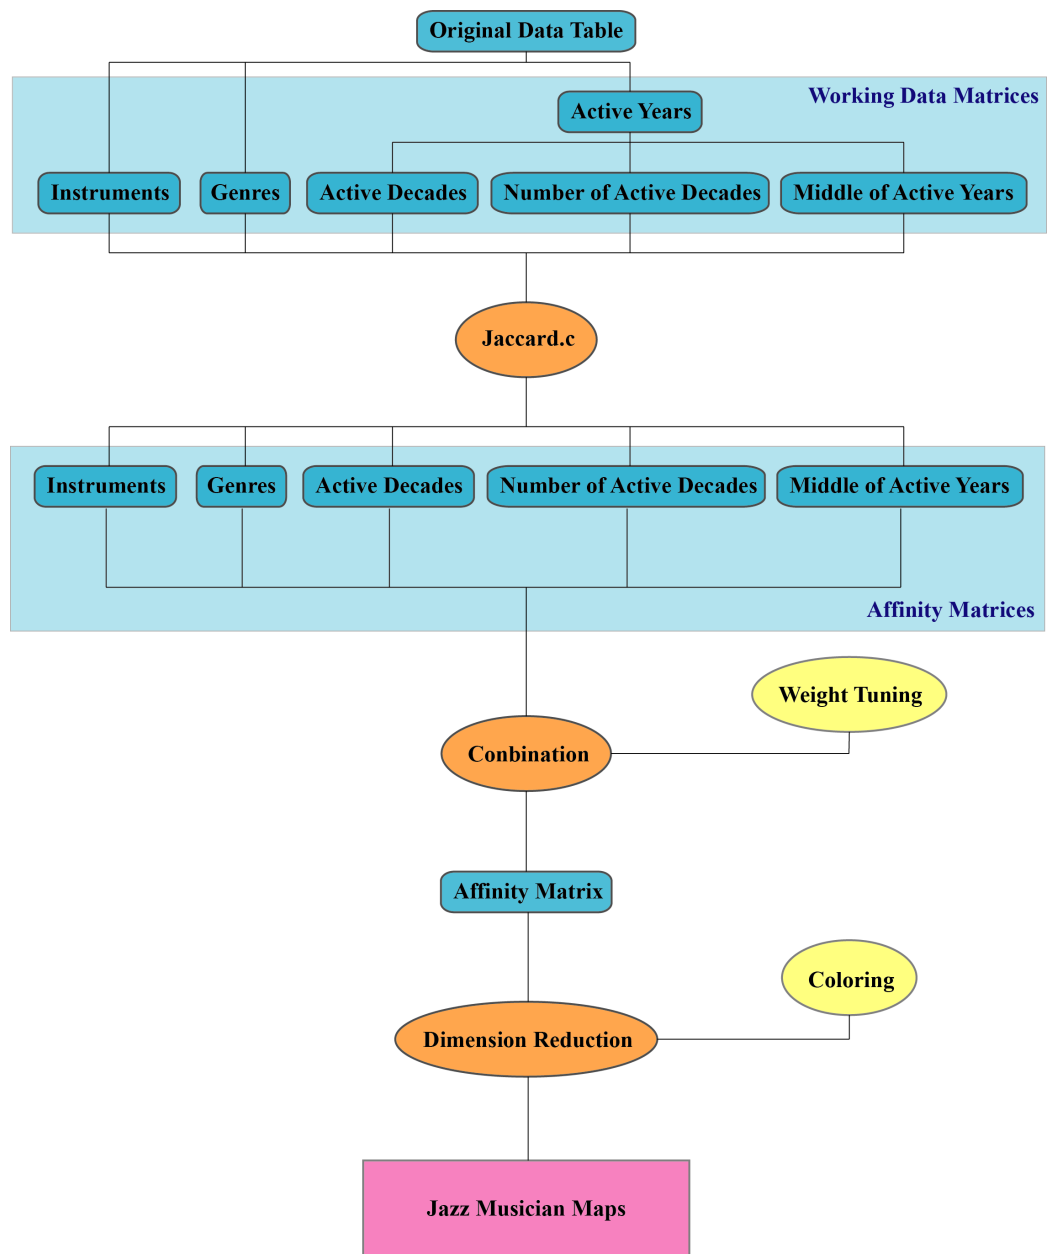 Original Data Table
Working Data Matrices
Active Years
Instruments
Genres
Active Decades
Number of Active Decades
Middle of Active Years
Jaccard.c
Instruments
Genres
Active Decades
Number of Active Decades
Middle of Active Years
Affinity Matrices
Weight Tuning
Conbination
Affinity Matrix
Coloring
Dimension Reduction
Jazz Musician Maps